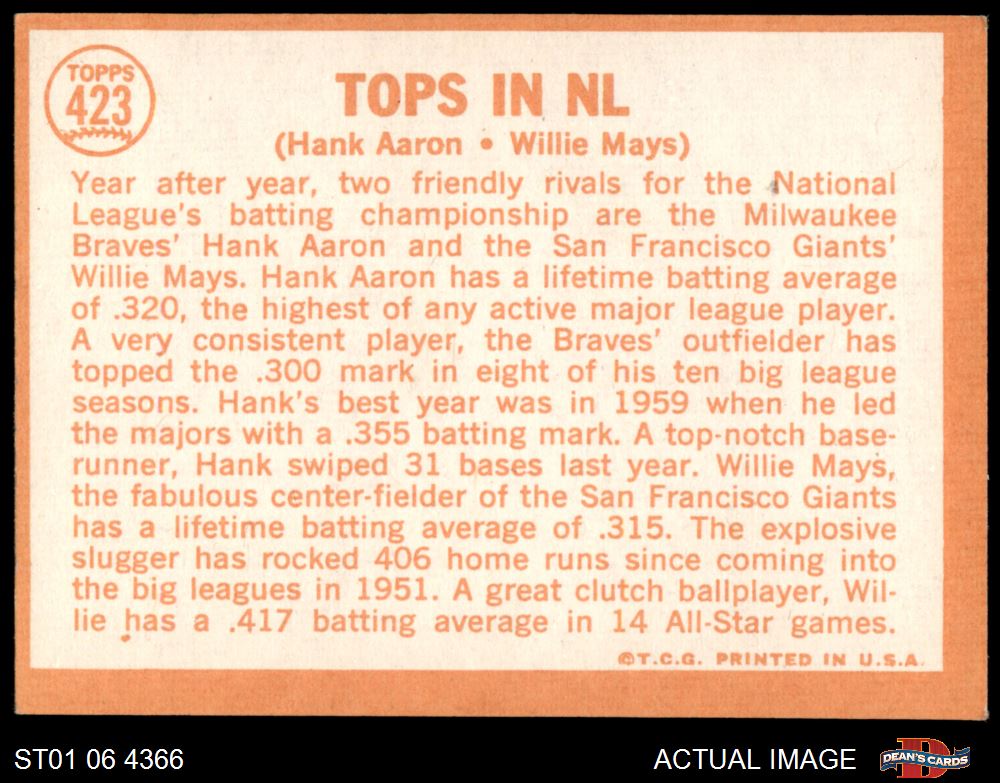 TOPPS
423
TOPS IN NL
(Hank Aaron • Willie Mays)
Year after year, two friendly rivals for the National
League's batting championship are the Milwaukee
Braves' Hank Aaron and the San Francisco Giants'
Willie Mays. Hank Aaron has a lifetime batting average
of .320, the highest of any active major league player.
A very consistent player, the Braves' outfielder has
topped the .300 mark in eight of his ten big league
seasons. Hank's best year was in 1959 when he led
the majors with a .355 batting mark. A top-notch base-
runner, Hank swiped 31 bases last year. Willie Mays,
the fabulous center-fielder of the San Francisco Giants
has a lifetime batting average of .315. The explosive
slugger has rocked 406 home runs since coming into
the big leagues in 1951. A great clutch ballplayer, Wil-
lie has a .417 batting average in 14 All-Star games.
©T.C.G. PRINTED IN U.S.A.
ST01 06 4366
ACTUAL IMAGE
D
DEAN'S CARDS